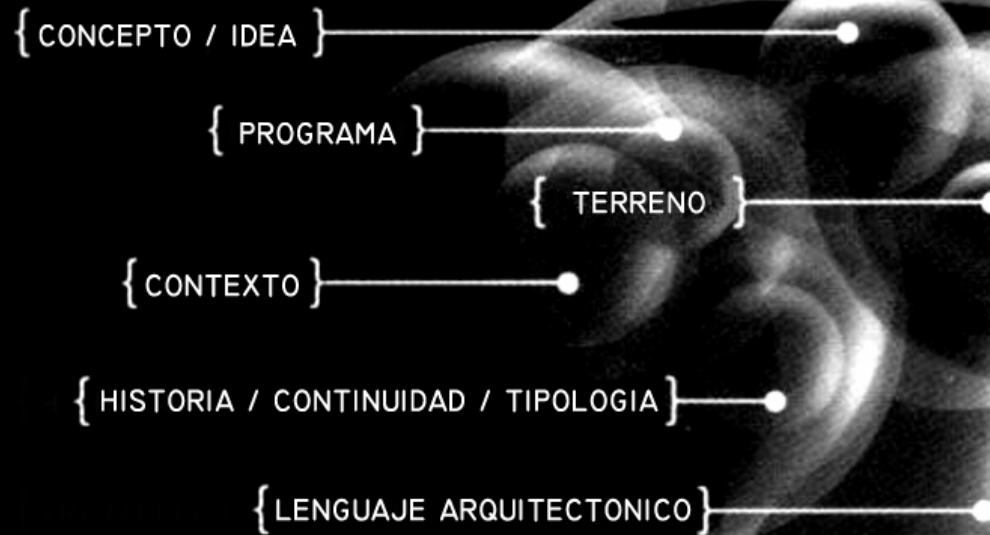 { CONCEPTO / IDEA }
{ PROGRAMA }
{ TERRENO }
{ CONTEXTO }
{ HISTORIA / CONTINUIDAD / TIPOLOGIA }
{ LENGUAJE ARQUITECTONICO }